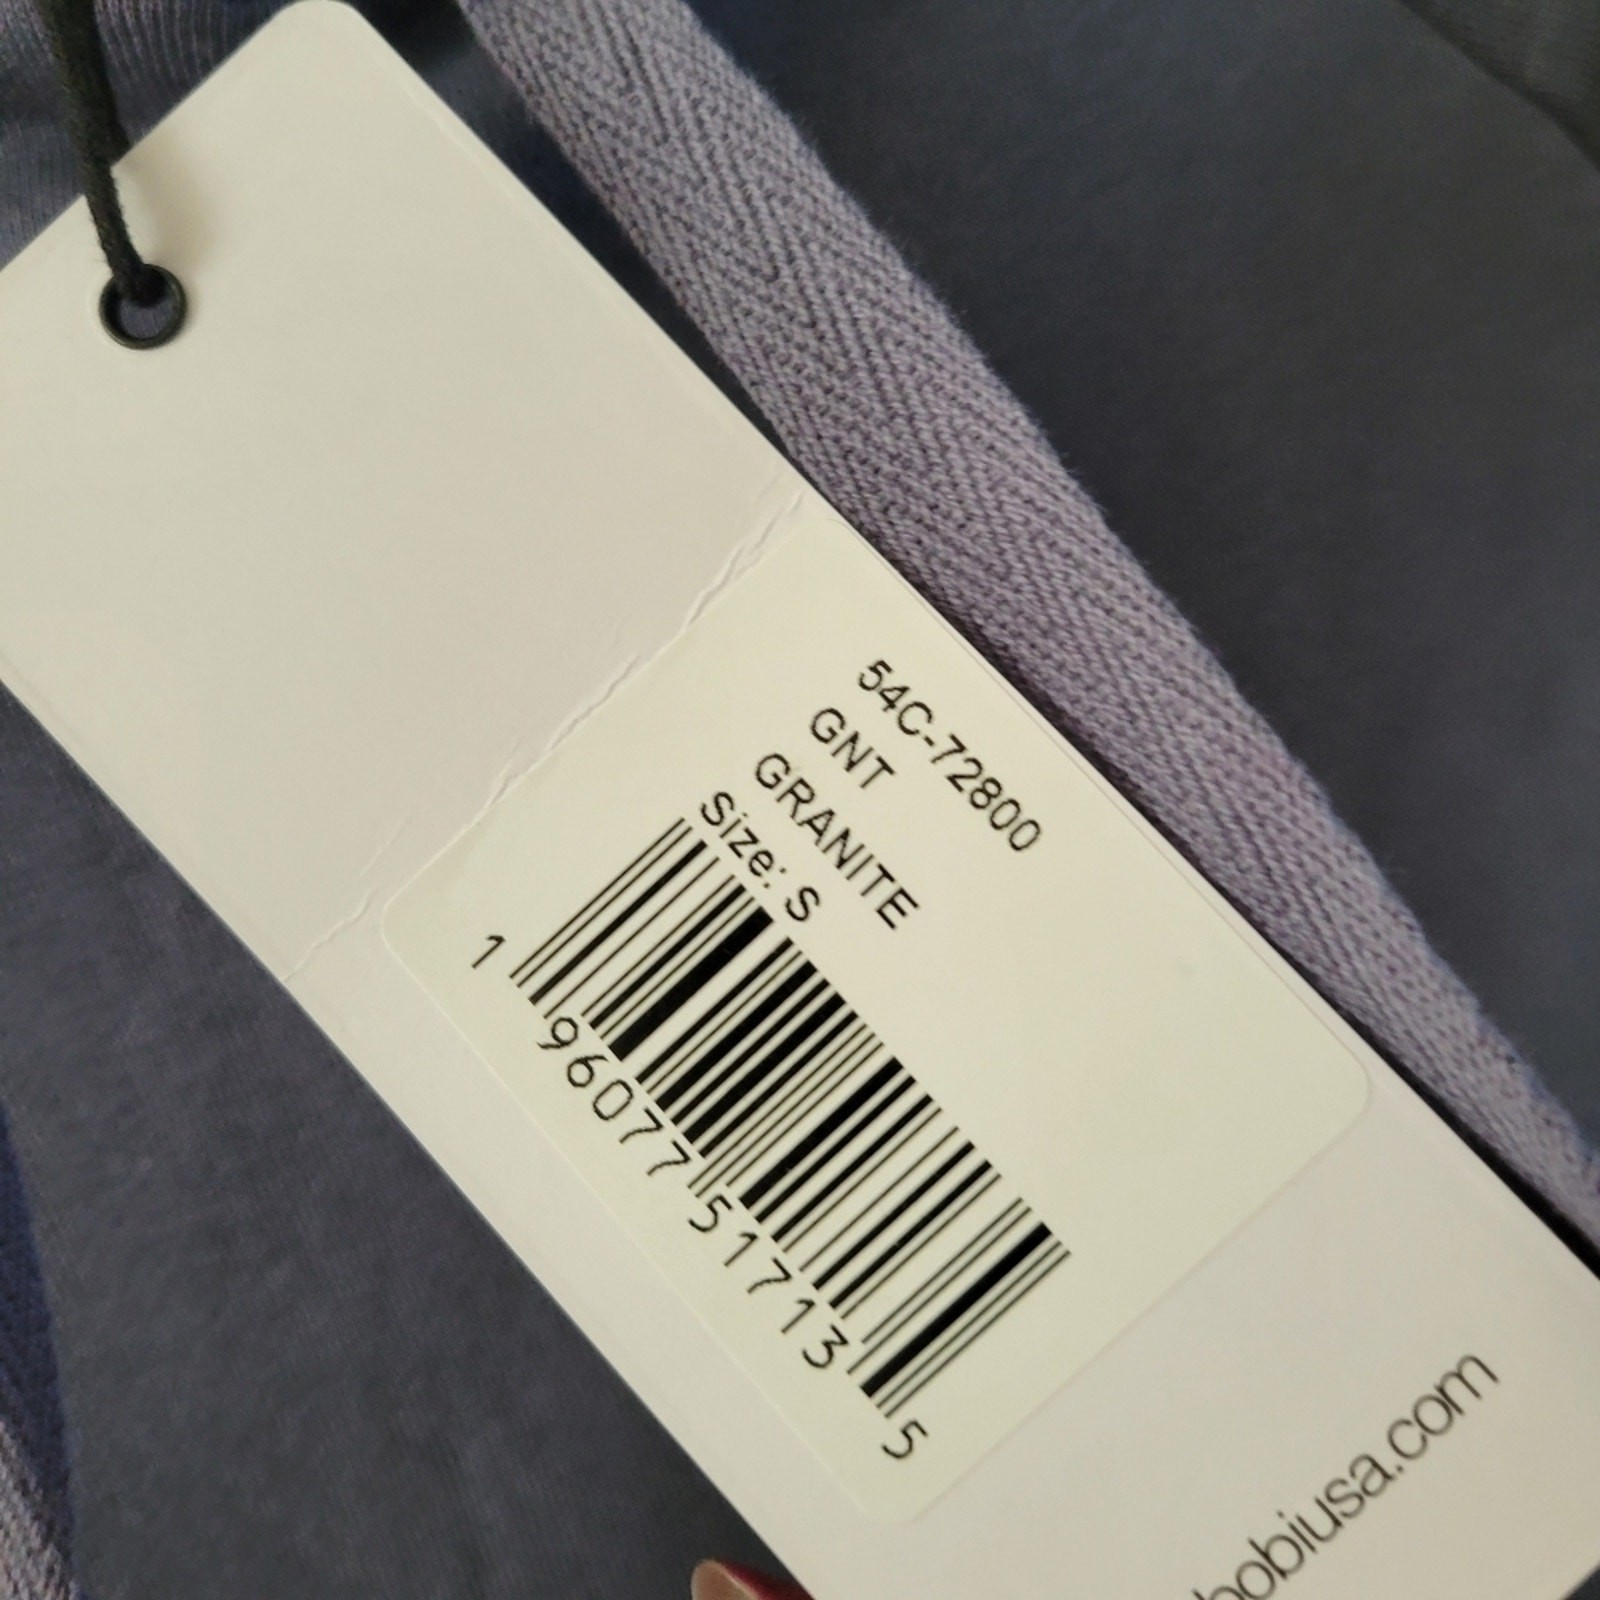 54C-72800
GNT
GRANITE
Size: S
1 96077 51713 5
bobiusa.com